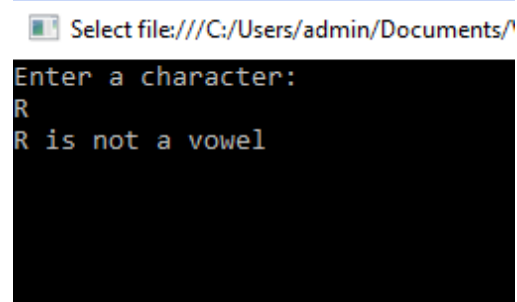 Select file:///C:/Users/admin/Documents/
Enter a character:
R
R is not a vowel